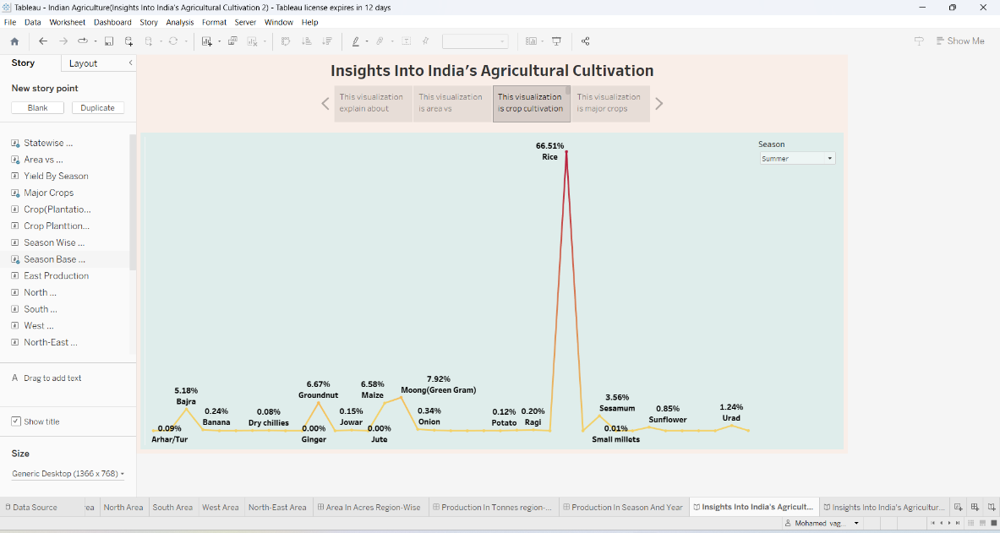 Tableau - Indian Agriculture(Insights Into India's Agricultural Cultivation 2) - Tableau license expires in 12 days
File Data Worksheet Dashboard Story Analysis Format Server Window Help
Show Me
Story Layout
New story point
Blank Duplicate
Statewise ...
Area vs ...
Yield By Season
Major Crops
Crop(Plantatio...
Crop Planttion...
Season Wise ...
Season Base ...
East Production
North ...
South ...
West ...
North-East ...
A Drag to add text
Show title
Size
Generic Desktop (1366 x 768)
Insights Into India's Agricultural Cultivation
This visualization
explain about
This visualization
is area vs
This visualization
is crop cultivation
This visualization
is major crops
Season
Summer
66.51%
Rice
5.18%
Bajra
0.09%
Arhar/Tur
0.24%
Banana
0.08%
Dry chillies
6.67%
Groundnut
0.00%
Ginger
0.15%
Jowar
6.58%
Maize
0.00%
Jute
7.92%
Moong(Green Gram)
0.34%
Onion
0.12%
Potato
0.20%
Ragi
3.56%
Sesamum
0.01%
Small millets
0.85%
Sunflower
1.24%
Urad
Data Source ea North Area South Area West Area North-East Area Area In Acres Region-Wise Production In Tonnes region-... Production In Season And Year Insights Into India's Agricult... Insights Into India's Agricultur...
Mohamed vag...